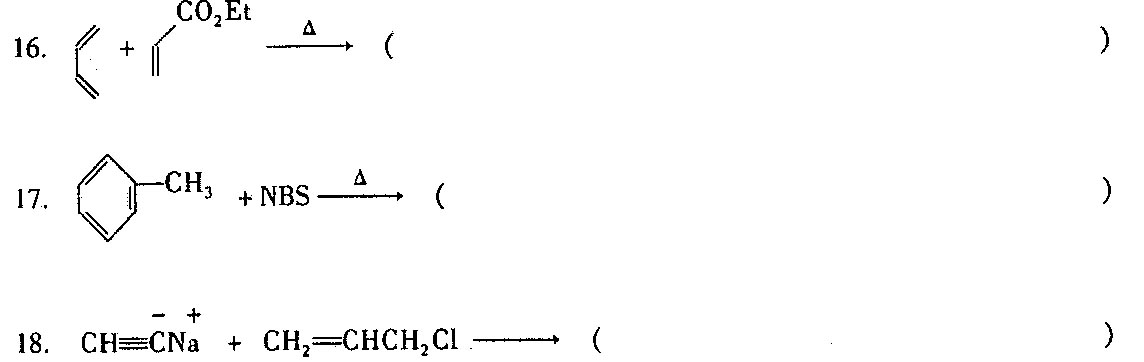 16. + CO₂Et Δ ( )
17. CH₃ + NBS Δ ( )
18. CH≡C⁻Na⁺ + CH₂=CHCH₂Cl ( )